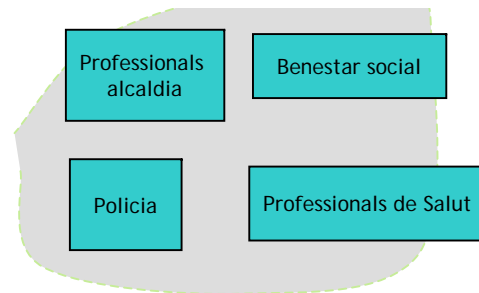 Professionals
alcaldia
Benestar social
Policia
Professionals de Salut